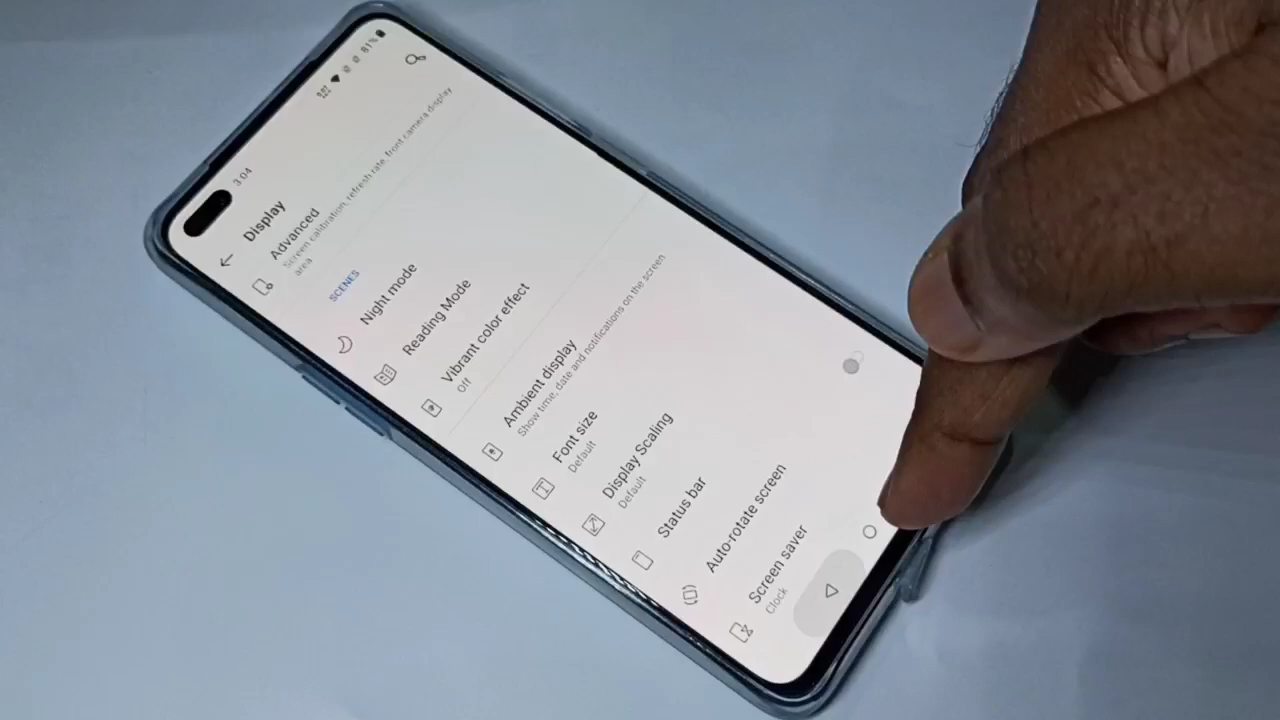 3:04
81%
Display
Advanced
Screen calibration, refresh rate, front camera display
area
SCENES
Night mode
Reading Mode
Vibrant color effect
Off
Ambient display
Show time, date and notifications on the screen
Font size
Default
Display Scaling
Default
Status bar
Auto-rotate screen
Screen saver
Clock